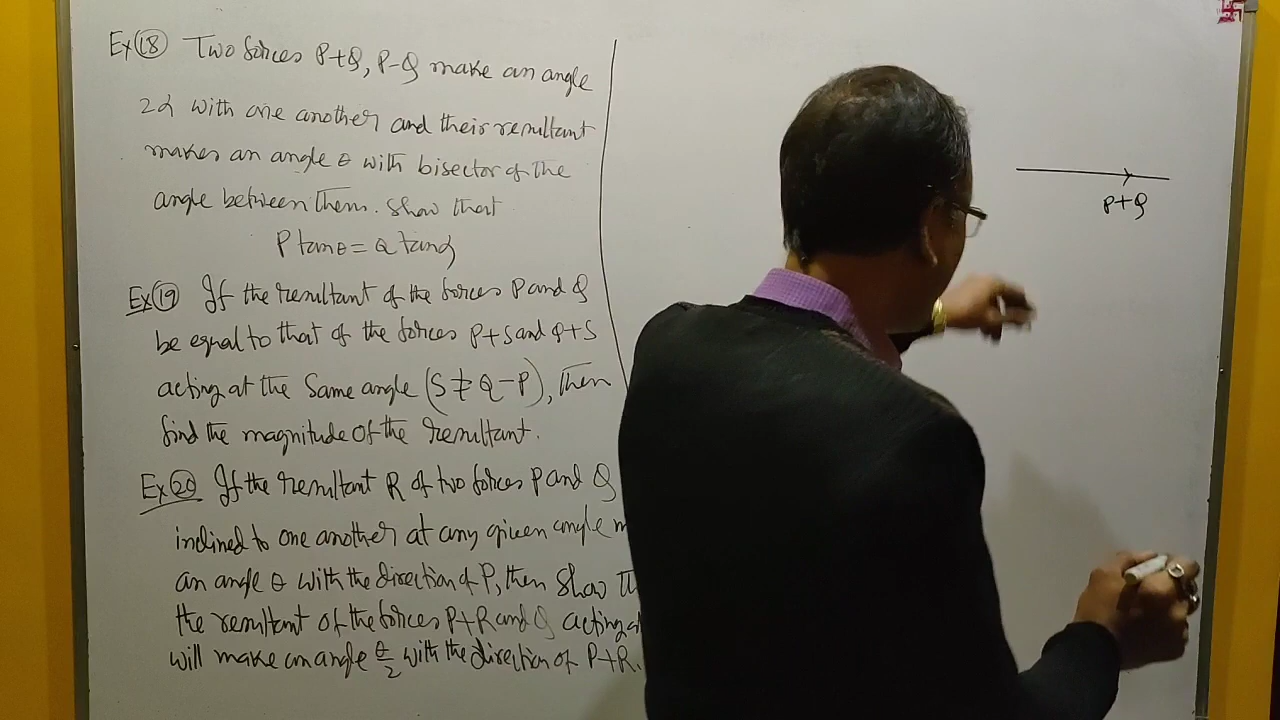 Ex(18) Two forces P+Q, P-Q make an angle
2α with one another and their resultant
makes an angle θ with bisector of the
angle between them. Show that
P tanθ = Q tanα
Ex(19) If the resultant of the forces P and Q
be equal to that of the forces P+S and Q+S
acting at the same angle (S ≠ Q-P), then
find the magnitude of the resultant.
Ex(20) If the resultant R of two forces P and Q
inclined to one another at any given angle m
an angle θ with the direction of P, then show
the resultant of the forces P+R and Q acting
will make an angle θ/2 with the direction of P+R.
P+Q